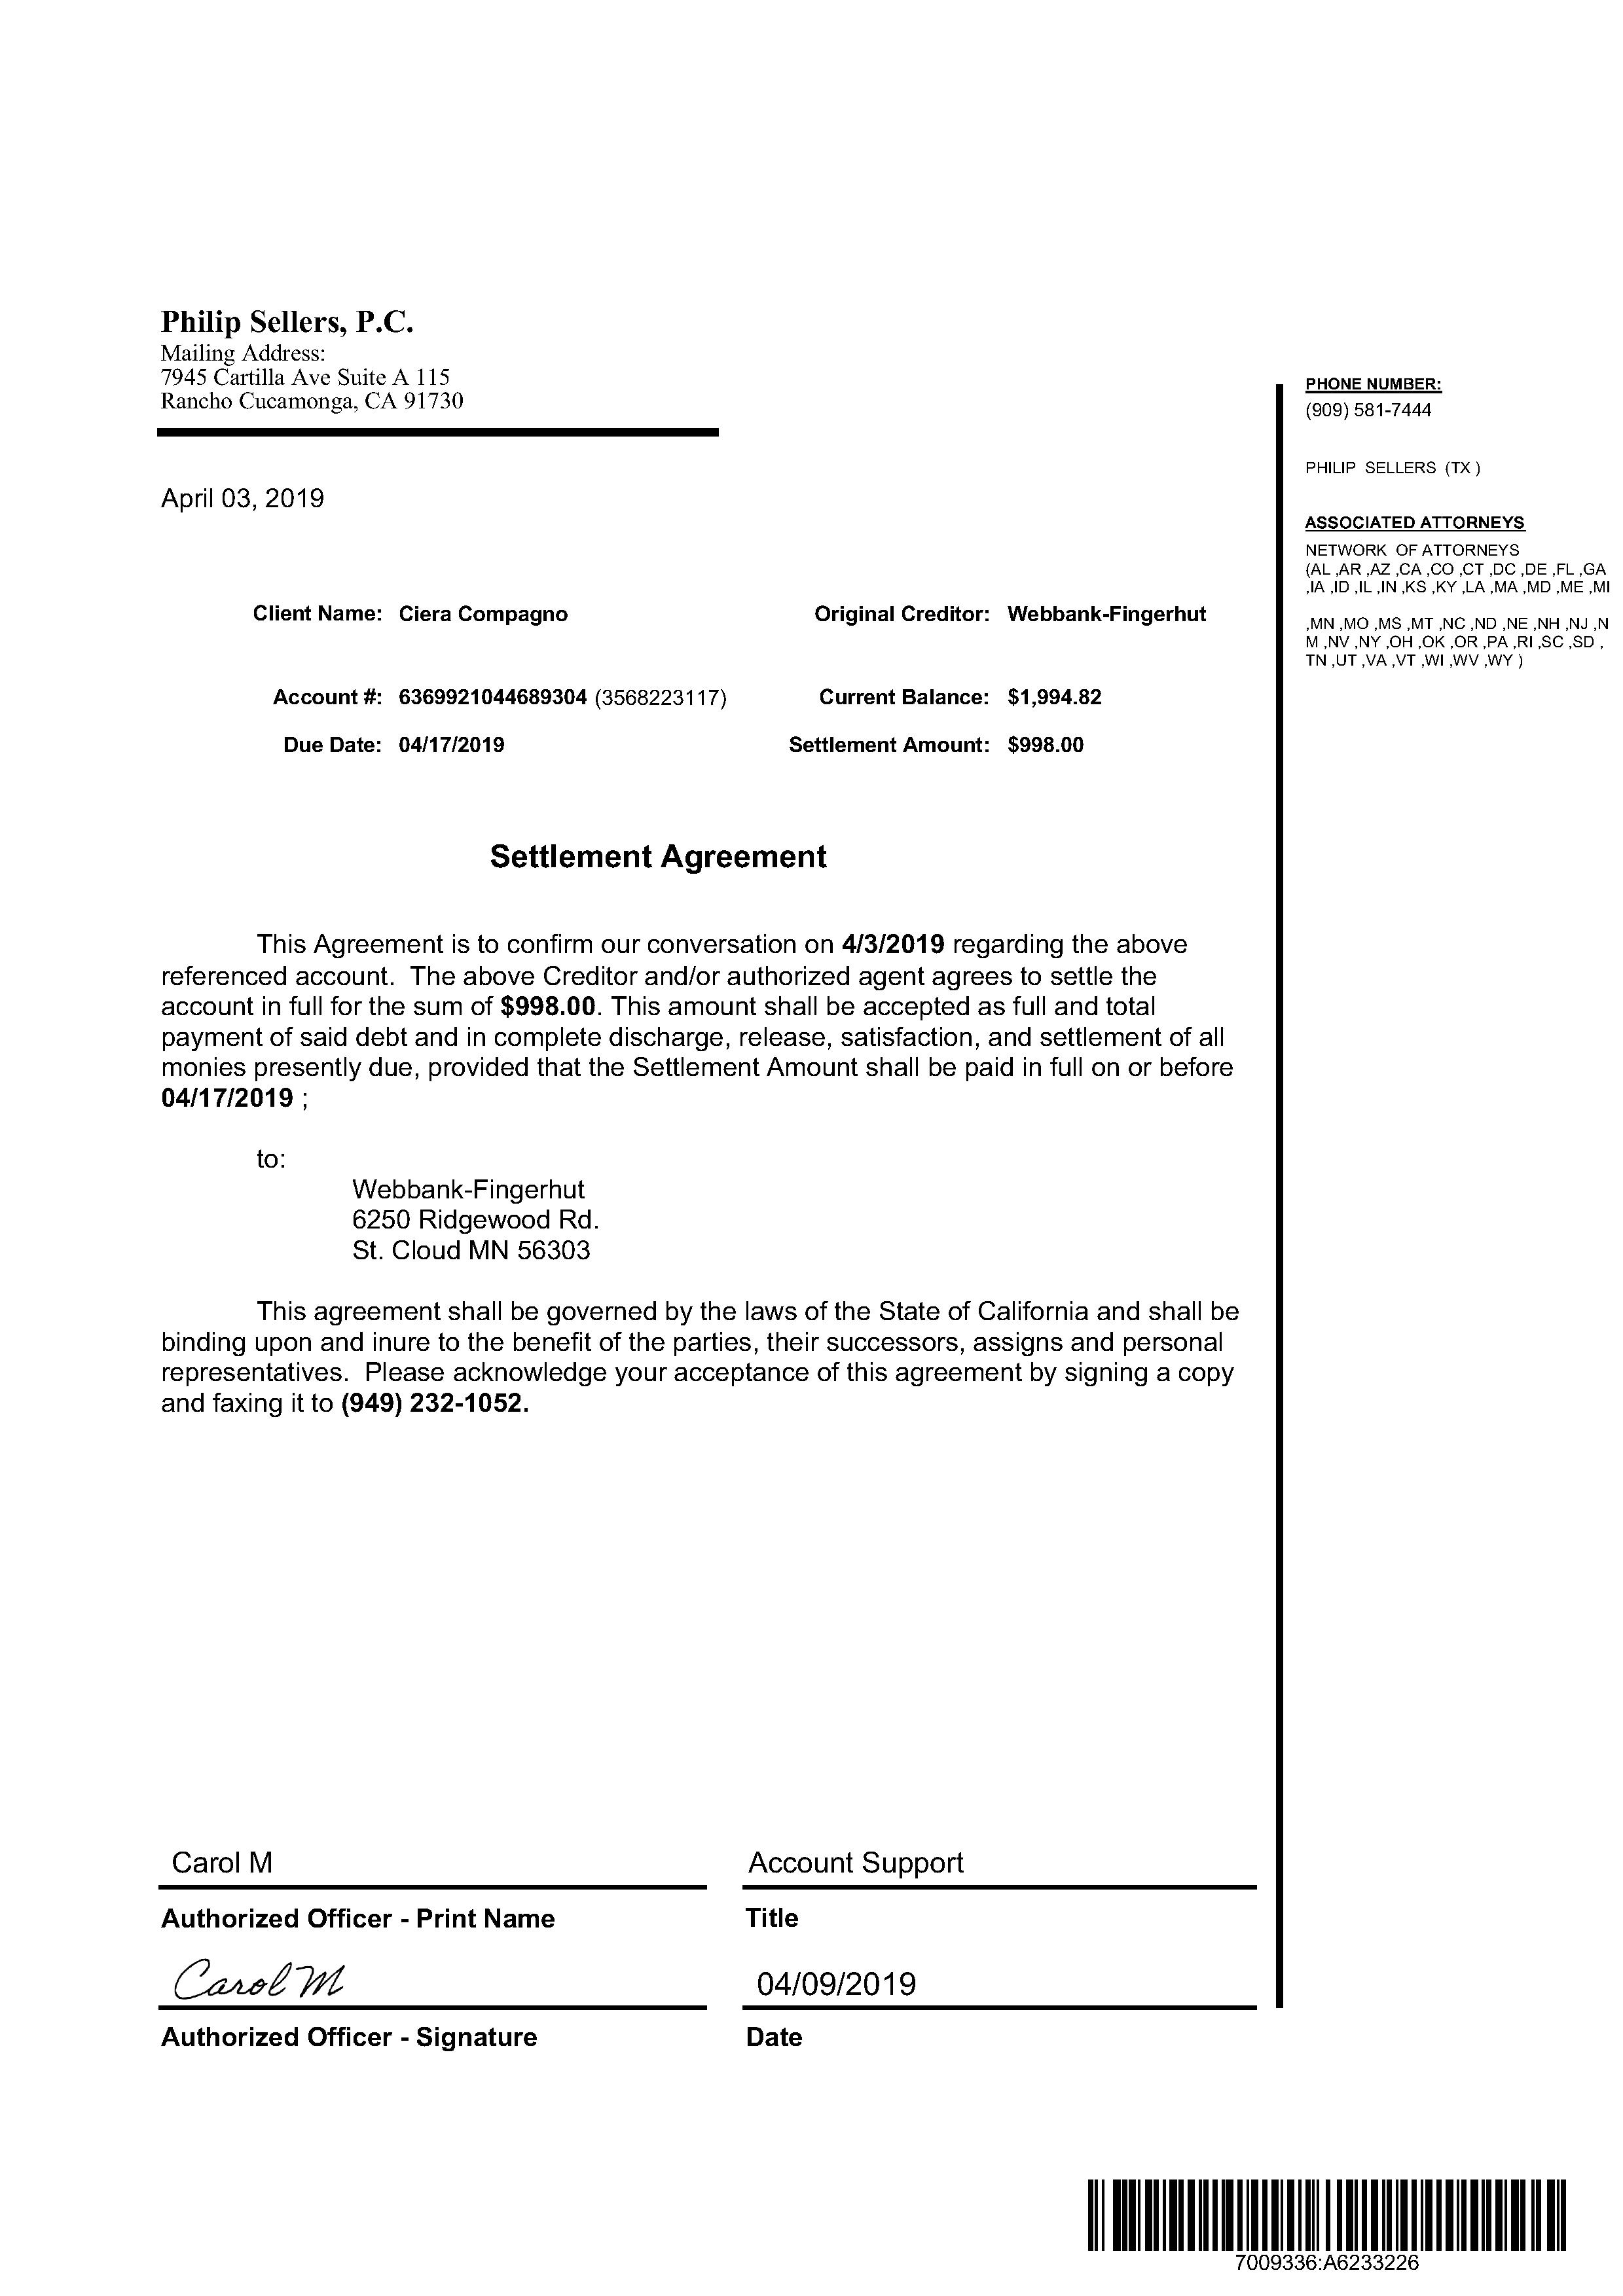 Philip Sellers, P.C.
Mailing Address:
7945 Cartilla Ave Suite A 115
Rancho Cucamonga, CA 91730
PHONE NUMBER:
(909) 581-7444
PHILIP SELLERS (TX )
ASSOCIATED ATTORNEYS
NETWORK OF ATTORNEYS
(AL ,AR ,AZ ,CA ,CO ,CT ,DC ,DE ,FL ,GA
,IA ,ID ,IL ,IN ,KS ,KY ,LA ,MA ,MD ,ME ,MI
,MN ,MO ,MS ,MT ,NC ,ND ,NE ,NH ,NJ ,N
M ,NV ,NY ,OH ,OK ,OR ,PA ,RI ,SC ,SD ,
TN ,UT ,VA ,VT ,WI ,WV ,WY )
April 03, 2019
Client Name: Ciera Compagno Original Creditor: Webbank-Fingerhut
Account #: 6369921044689304 (3568223117) Current Balance: $1,994.82
Due Date: 04/17/2019 Settlement Amount: $998.00
Settlement Agreement
This Agreement is to confirm our conversation on 4/3/2019 regarding the above
referenced account. The above Creditor and/or authorized agent agrees to settle the
account in full for the sum of $998.00. This amount shall be accepted as full and total
payment of said debt and in complete discharge, release, satisfaction, and settlement of all
monies presently due, provided that the Settlement Amount shall be paid in full on or before
04/17/2019 ;
to:
Webbank-Fingerhut
6250 Ridgewood Rd.
St. Cloud MN 56303
This agreement shall be governed by the laws of the State of California and shall be
binding upon and inure to the benefit of the parties, their successors, assigns and personal
representatives. Please acknowledge your acceptance of this agreement by signing a copy
and faxing it to (949) 232-1052.
Carol M Account Support
Authorized Officer - Print Name Title
Carol M 04/09/2019
Authorized Officer - Signature Date
7009336:A6233226